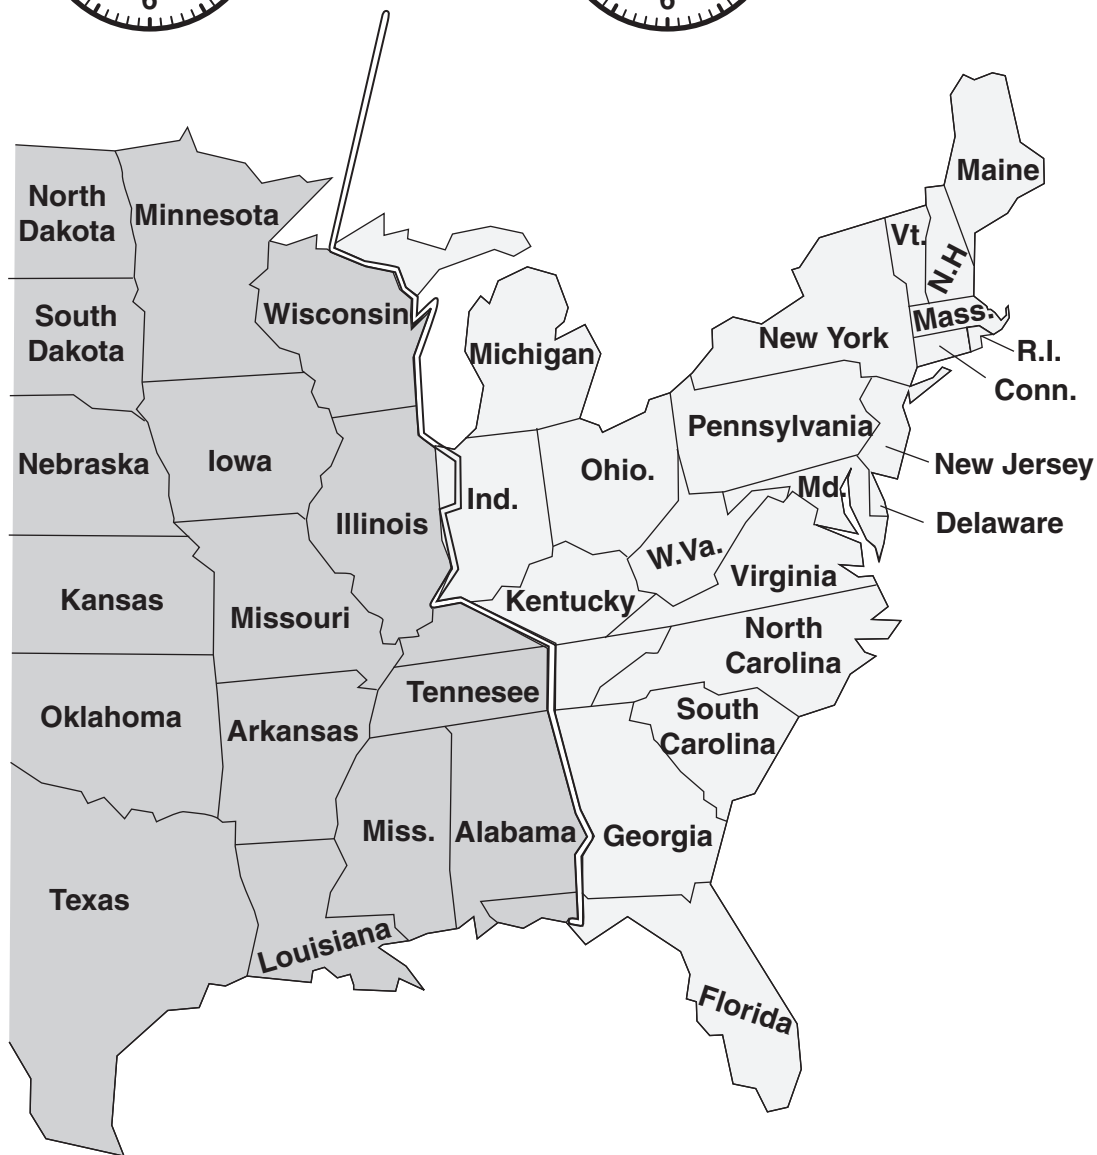 6
6
Maine
North
Dakota
Minnesota
Vt.
N.H
Wisconsin
South
Dakota
Mass.
New York
R.I.
Michigan
Conn.
Pennsylvania
Nebraska
Iowa
Ohio.
New Jersey
Md.
Ind.
Illinois
Delaware
W.Va.
Virginia
Kansas
Kentucky
Missouri
North
Carolina
Tennesee
Oklahoma
Arkansas
South
Carolina
Miss.
Alabama
Georgia
Texas
Louisiana
Florida